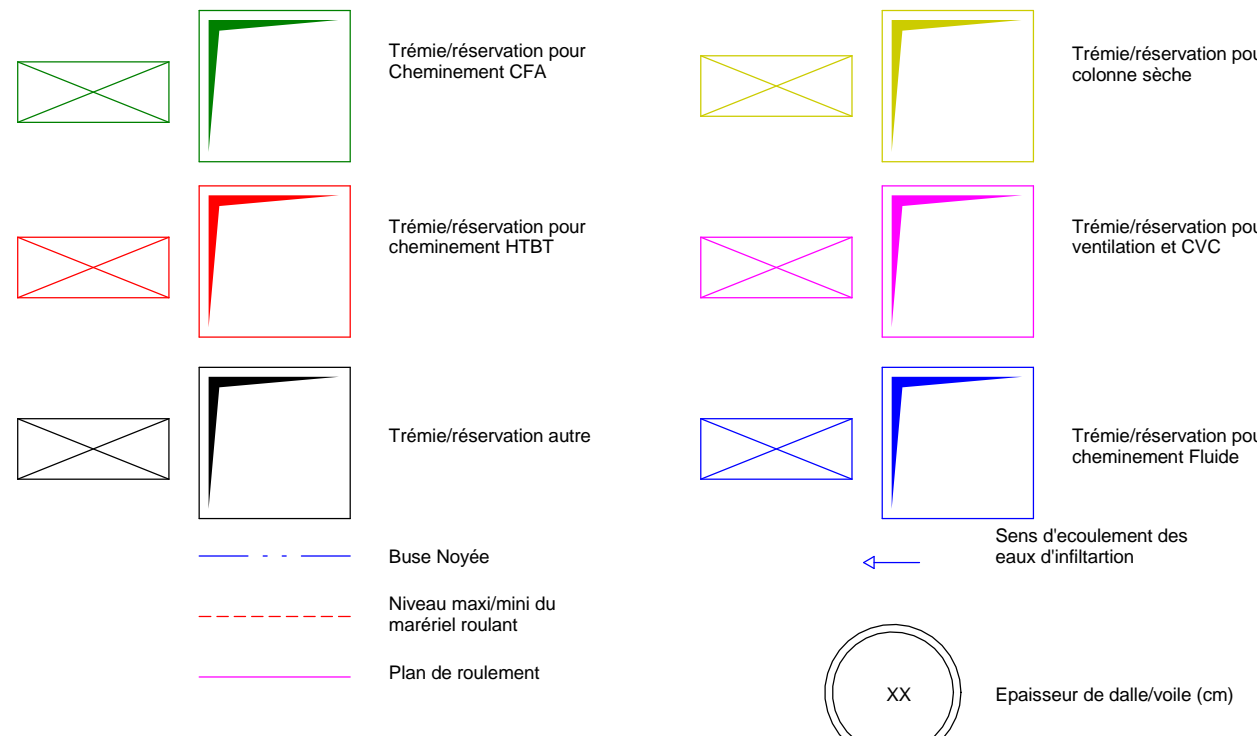 Trémie/réservation pour
Cheminement CFA
Trémie/réservation pou
colonne sèche
Trémie/réservation pour
cheminement HTBT
Trémie/réservation pou
ventilation et CVC
Trémie/réservation autre
Trémie/réservation pou
cheminement Fluide
Buse Noyée
Sens d'ecoulement des
eaux d'infiltartion
Niveau maxi/mini du
marériel roulant
Plan de roulement
XX
Epaisseur de dalle/voile (cm)